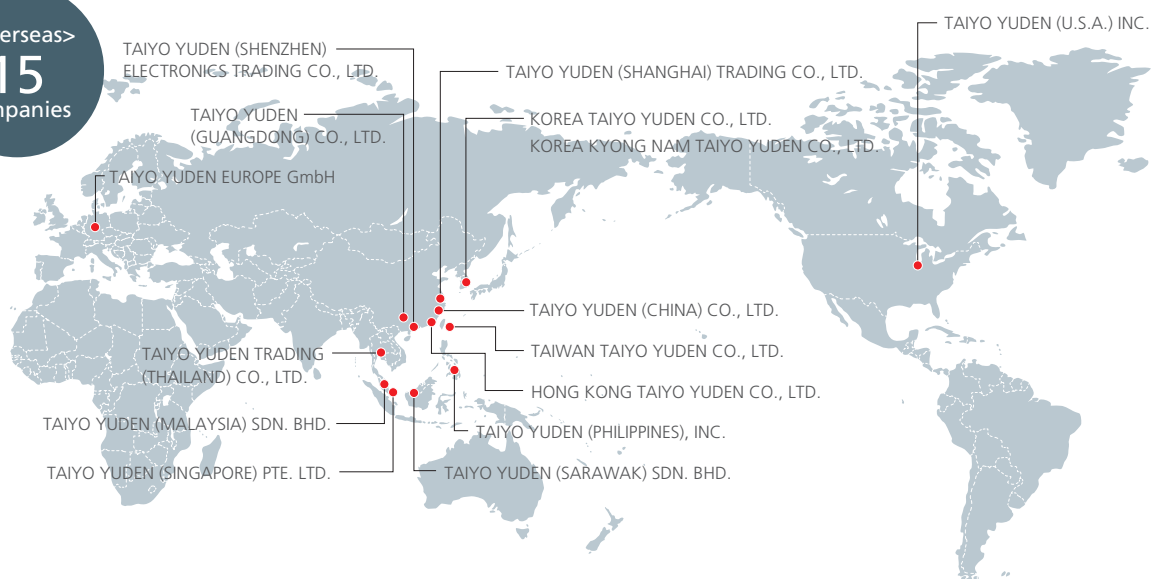 erseas>
15
mpanies
TAIYO YUDEN (U.S.A.) INC.
TAIYO YUDEN (SHENZHEN)
ELECTRONICS TRADING CO., LTD.
TAIYO YUDEN (SHANGHAI) TRADING CO., LTD.
TAIYO YUDEN
(GUANGDONG) CO., LTD.
KOREA TAIYO YUDEN CO., LTD.
KOREA KYONG NAM TAIYO YUDEN CO., LTD.
TAIYO YUDEN EUROPE GmbH
TAIYO YUDEN (CHINA) CO., LTD.
TAIWAN TAIYO YUDEN CO., LTD.
TAIYO YUDEN TRADING
(THAILAND) CO., LTD.
HONG KONG TAIYO YUDEN CO., LTD.
TAIYO YUDEN (MALAYSIA) SDN. BHD.
TAIYO YUDEN (PHILIPPINES), INC.
TAIYO YUDEN (SINGAPORE) PTE. LTD.
TAIYO YUDEN (SARAWAK) SDN. BHD.